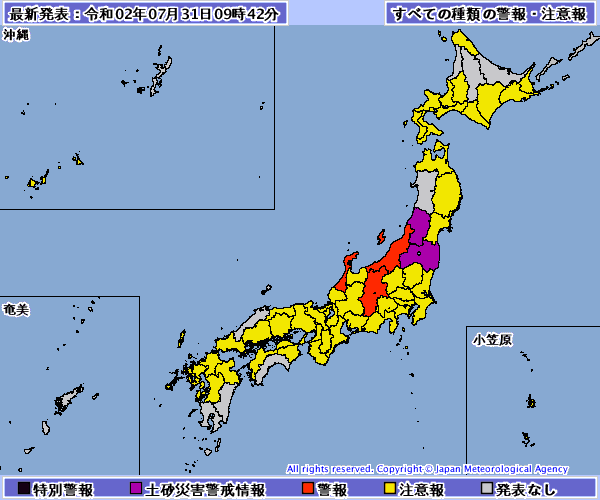 最新発表：令和02年07月31日09時42分
すべての種類の警報・注意報
沖縄
奄美
小笠原
All rights reserved. Copyright © Japan Meteorological Agency
特別警報 土砂災害警戒情報 警報 注意報 発表なし